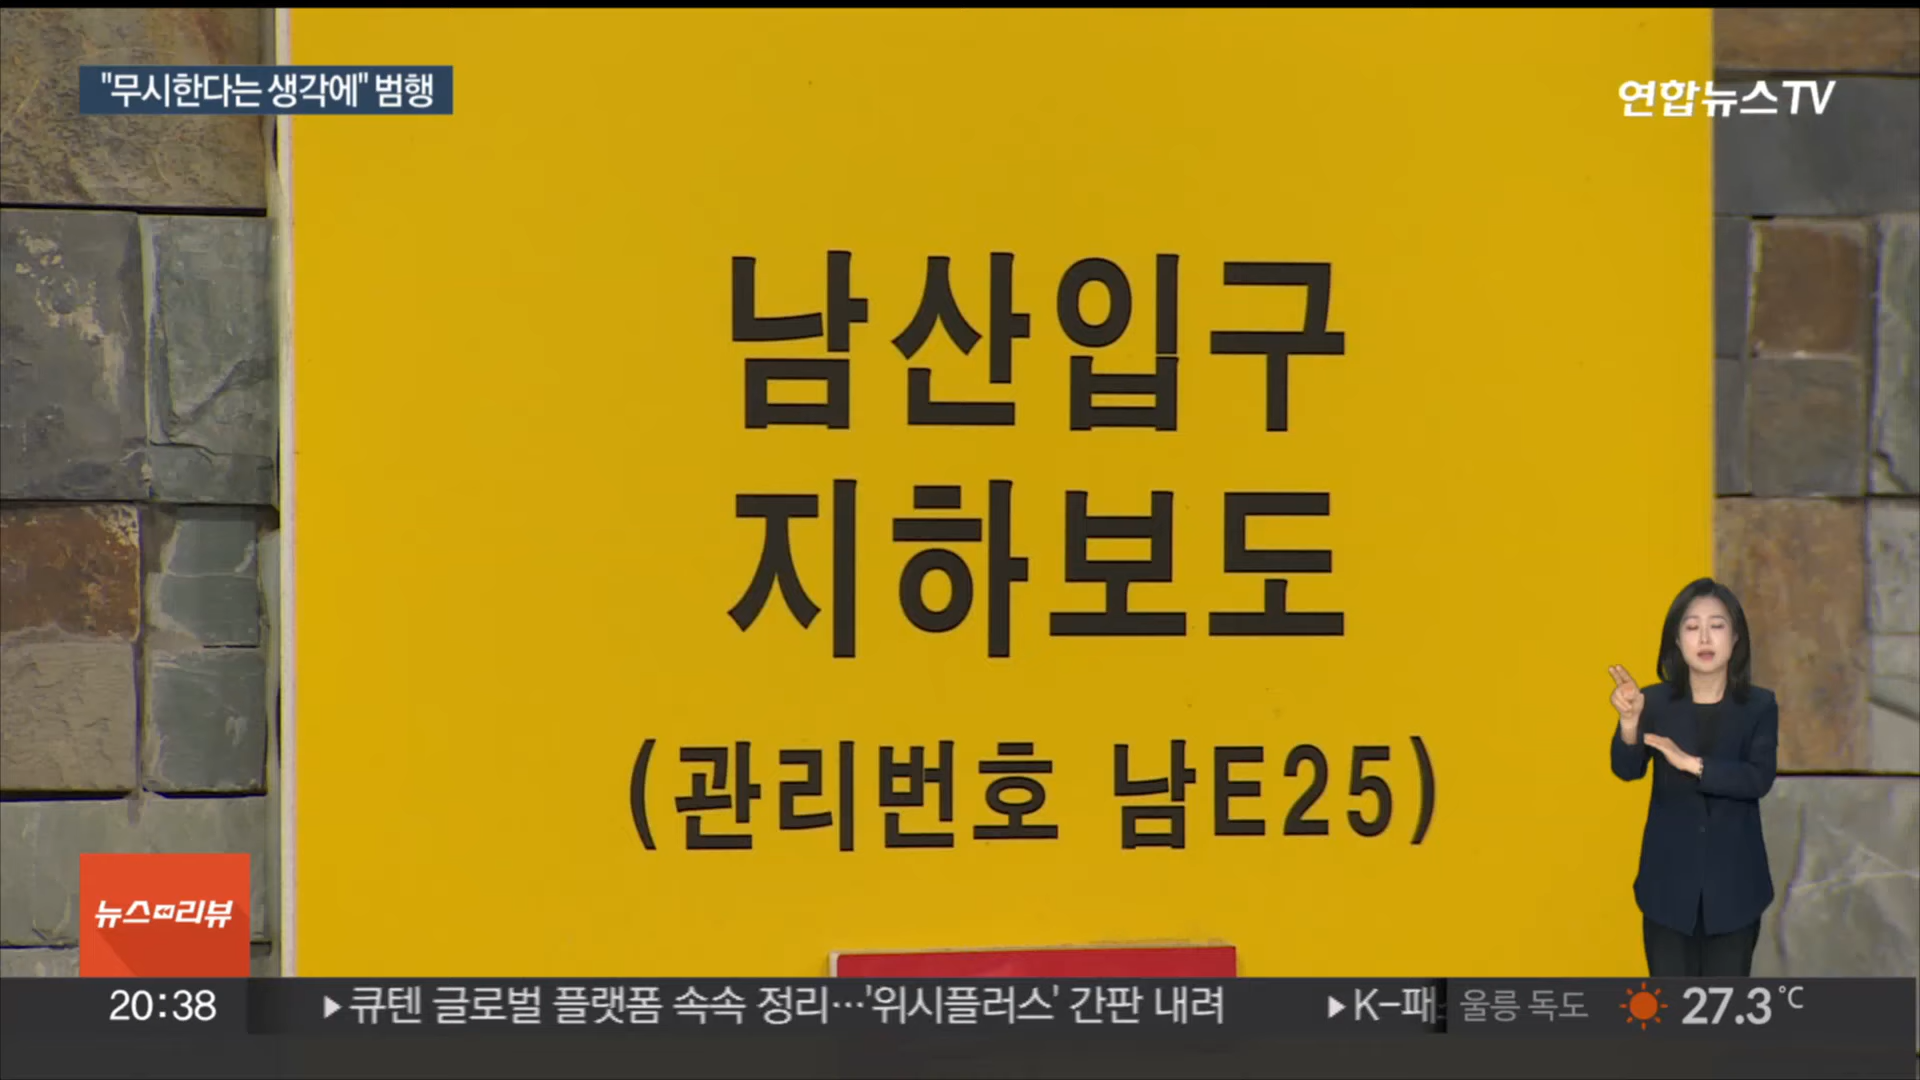 "무시한다는 생각에" 범행
연합뉴스TV
남산입구
지하보도
(관리번호 남E25)
뉴스리뷰
20:38
▶큐텐 글로벌 플랫폼 속속 정리…'위시플러스' 간판 내려
▶K-패
울릉 독도
27.3℃